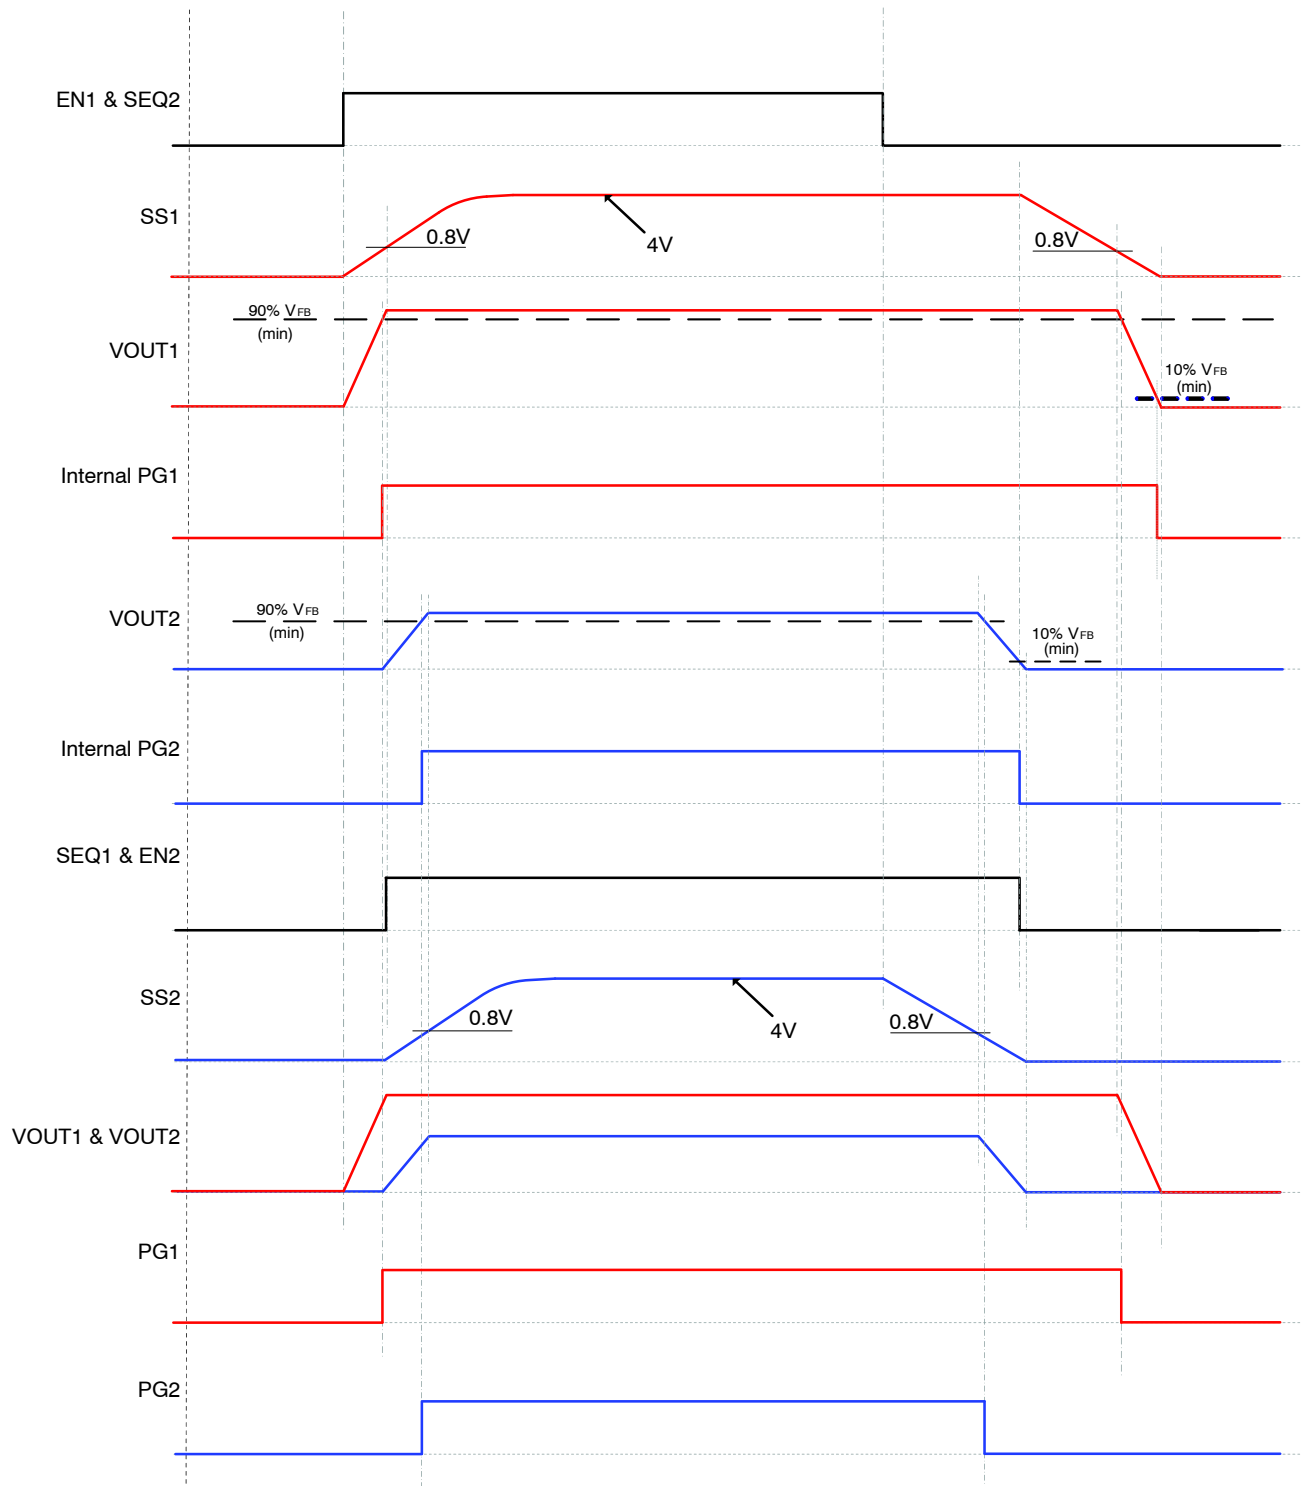 EN1 & SEQ2
SS1
0.8V
4V
0.8V
90% VFB
(min)
VOUT1
10% VFB
(min)
Internal PG1
VOUT2
90% VFB
(min)
10% VFB
(min)
Internal PG2
SEQ1 & EN2
SS2
0.8V
4V
0.8V
VOUT1 & VOUT2
PG1
PG2